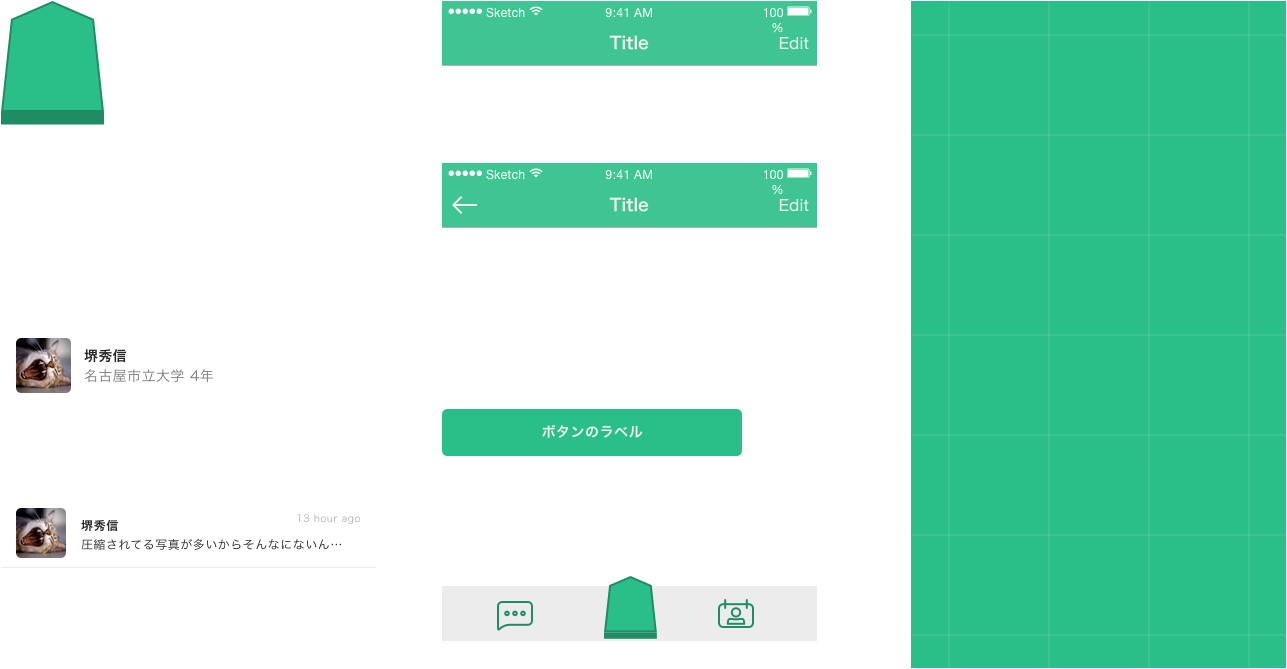 Sketch 9:41 AM 100
%
Title Edit
Sketch 9:41 AM 100
%
Title Edit
堺秀信
名古屋市立大学 4年
ボタンのラベル
13 hour ago
堺秀信
圧縮されてる写真が多いからそんなにないん…